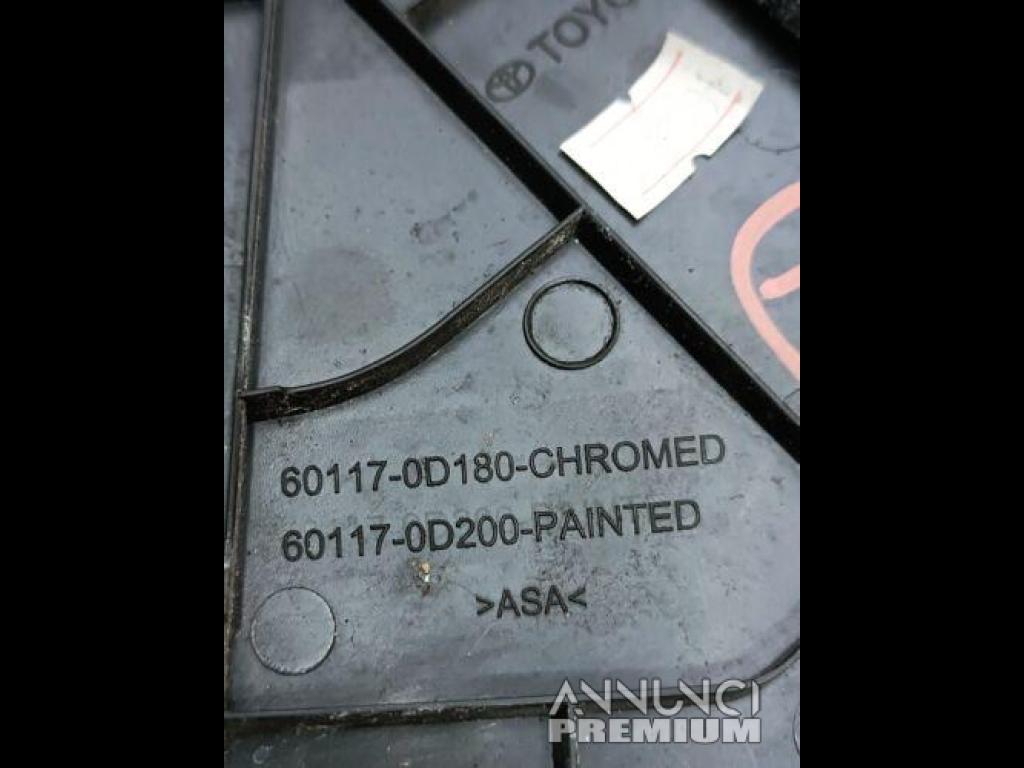 TOYO
60117-0D180-CHROMED
60117-0D200-PAINTED
>ASA<
ANNUNCI
PREMIUM